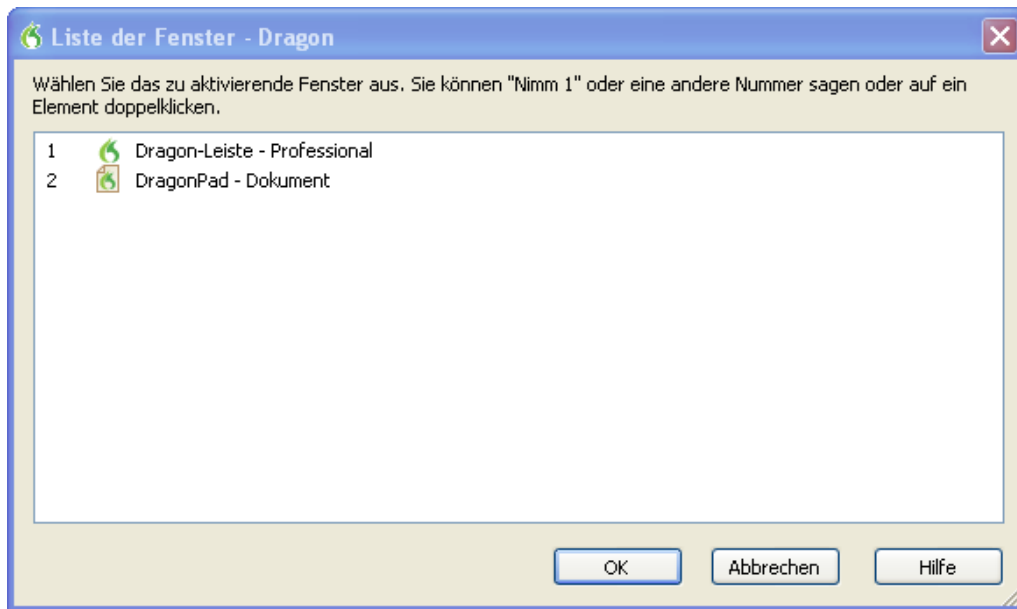 Liste der Fenster - Dragon
Wählen Sie das zu aktivierende Fenster aus. Sie können "Nimm 1" oder eine andere Nummer sagen oder auf ein
Element doppelklicken.
1 Dragon-Leiste - Professional
2 DragonPad - Dokument
OK Abbrechen Hilfe